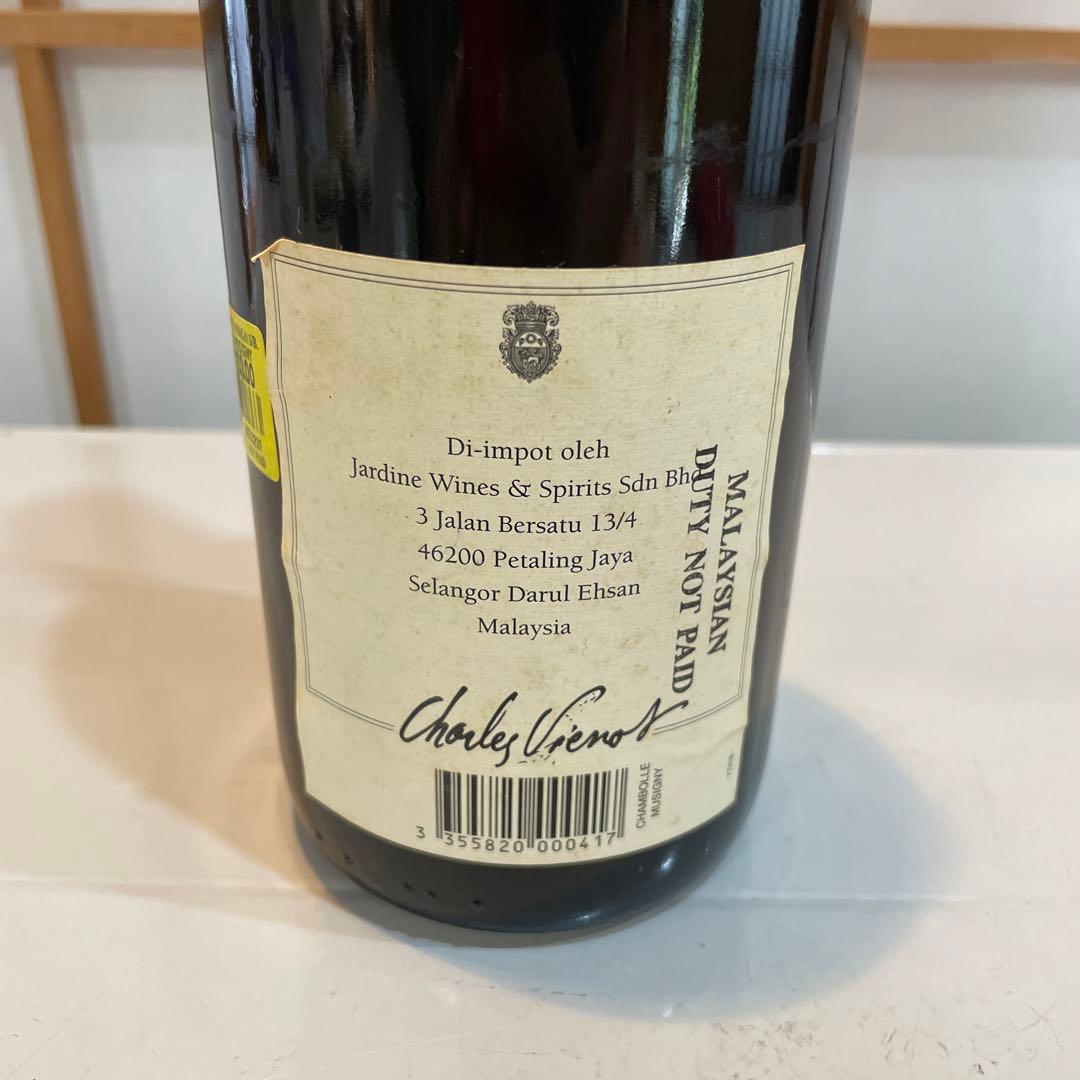 Di-impot oleh
Jardine Wines & Spirits Sdn Bhd
3 Jalan Bersatu 13/4
46200 Petaling Jaya
Selangor Darul Ehsan
Malaysia
MALAYSIAN
DUTY NOT PAID
Charles Vienot
CHAMBOLLE
MUSIGNY
3 355820 000417